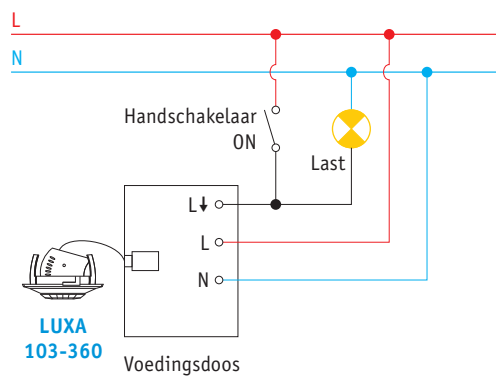 L
N
Handschakelaar
ON
Last
L↓
L
N
LUXA
103-360
Voedingsdoos